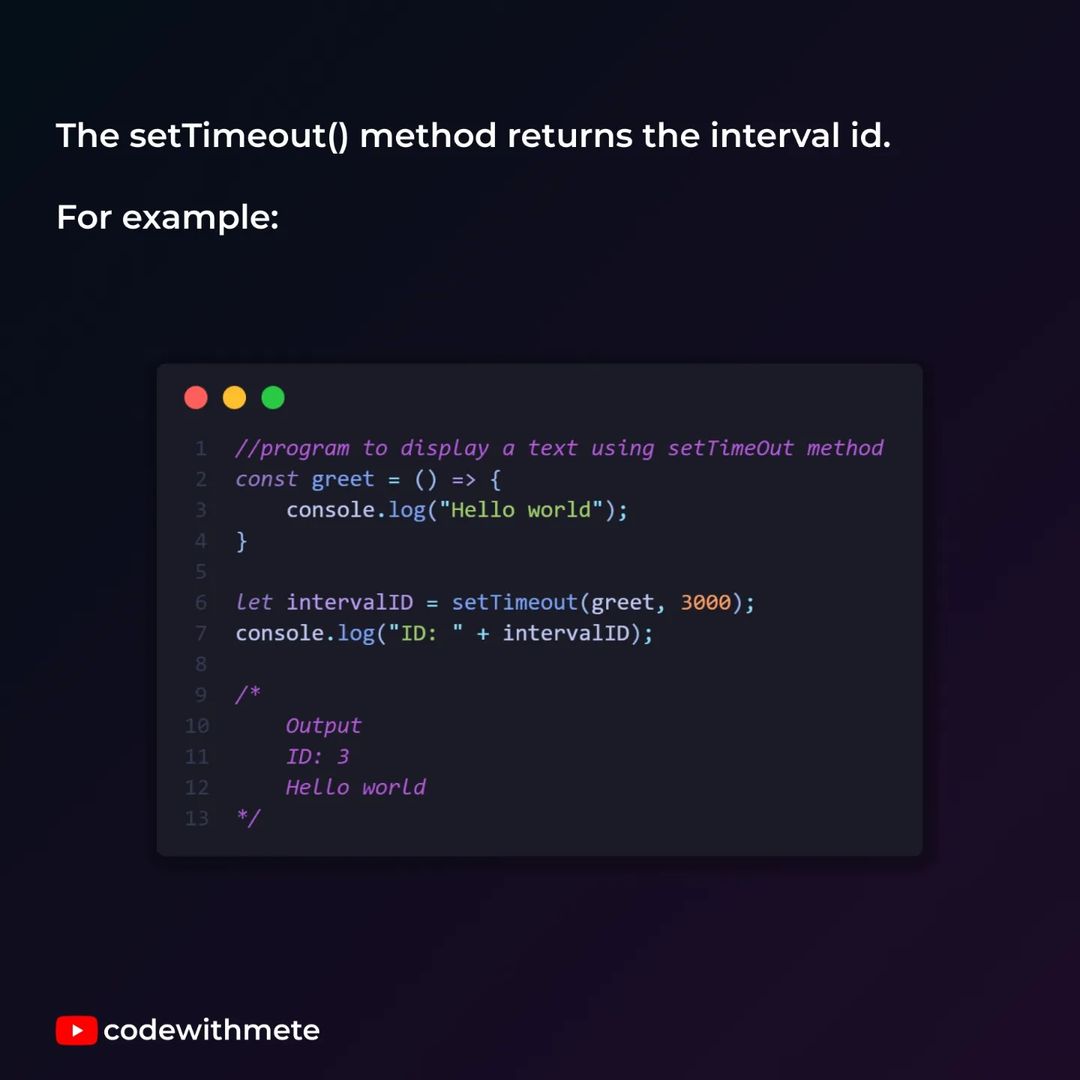 The setTimeout() method returns the interval id.
For example:
1 //program to display a text using setTimeOut method
2 const greet = () => {
3     console.log("Hello world");
4 }
5
6 let intervalID = setTimeout(greet, 3000);
7 console.log("ID: " + intervalID);
8
9 /*
10     Output
11     ID: 3
12     Hello world
13 */
codewithmete